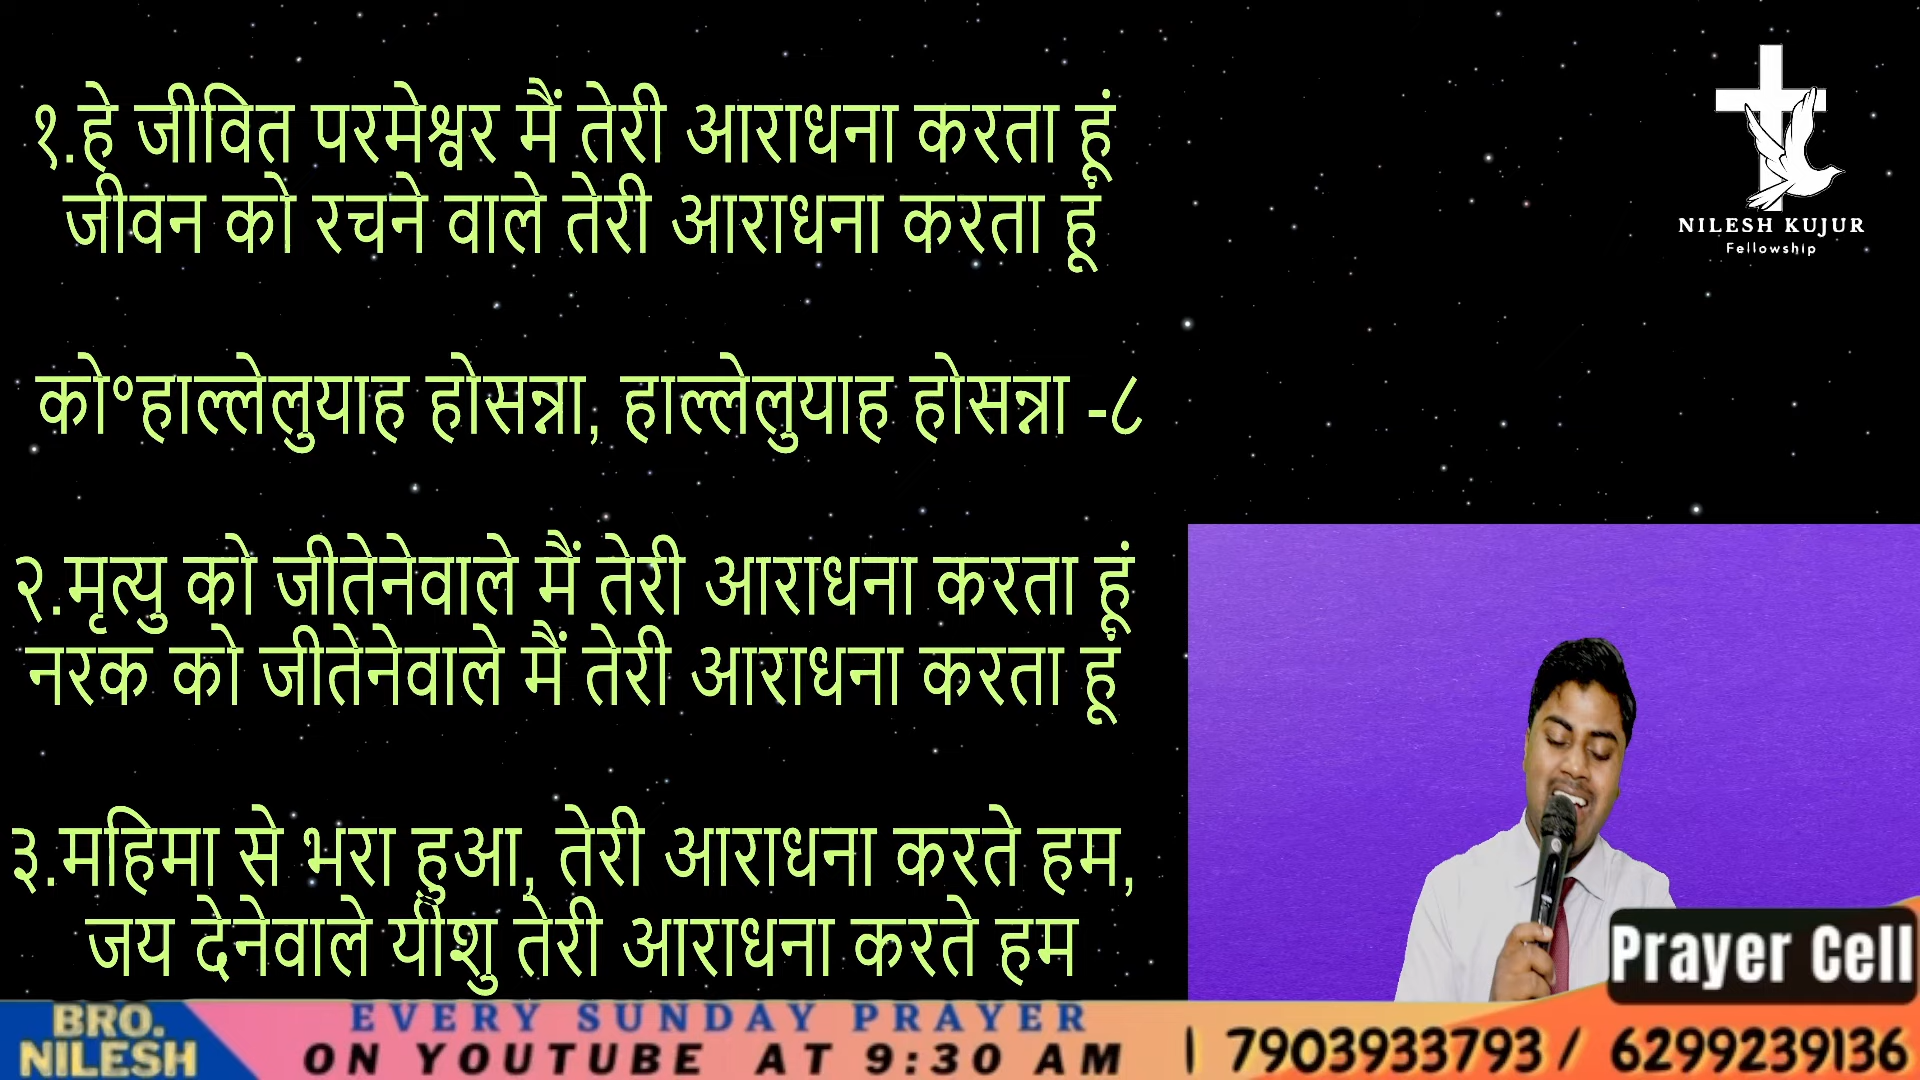 १.हे जीवित परमेश्वर मैं तेरी आराधना करता हूं
जीवन को रचने वाले तेरी आराधना करता हूं
को°हाल्लेलुयाह होसन्ना, हाल्लेलुयाह होसन्ना -८
२.मृत्यु को जीतेनेवाले मैं तेरी आराधना करता हूं
नरक को जीतेनेवाले मैं तेरी आराधना करता हूं
३.महिमा से भरा हुआ, तेरी आराधना करते हम,
जय देनेवाले यीशु तेरी आराधना करते हम
NILESH KUJUR
Fellowship
Prayer Cell
BRO.
NILESH
EVERY SUNDAY PRAYER
ON YOUTUBE AT 9:30 AM
| 7903933793 / 6299239136